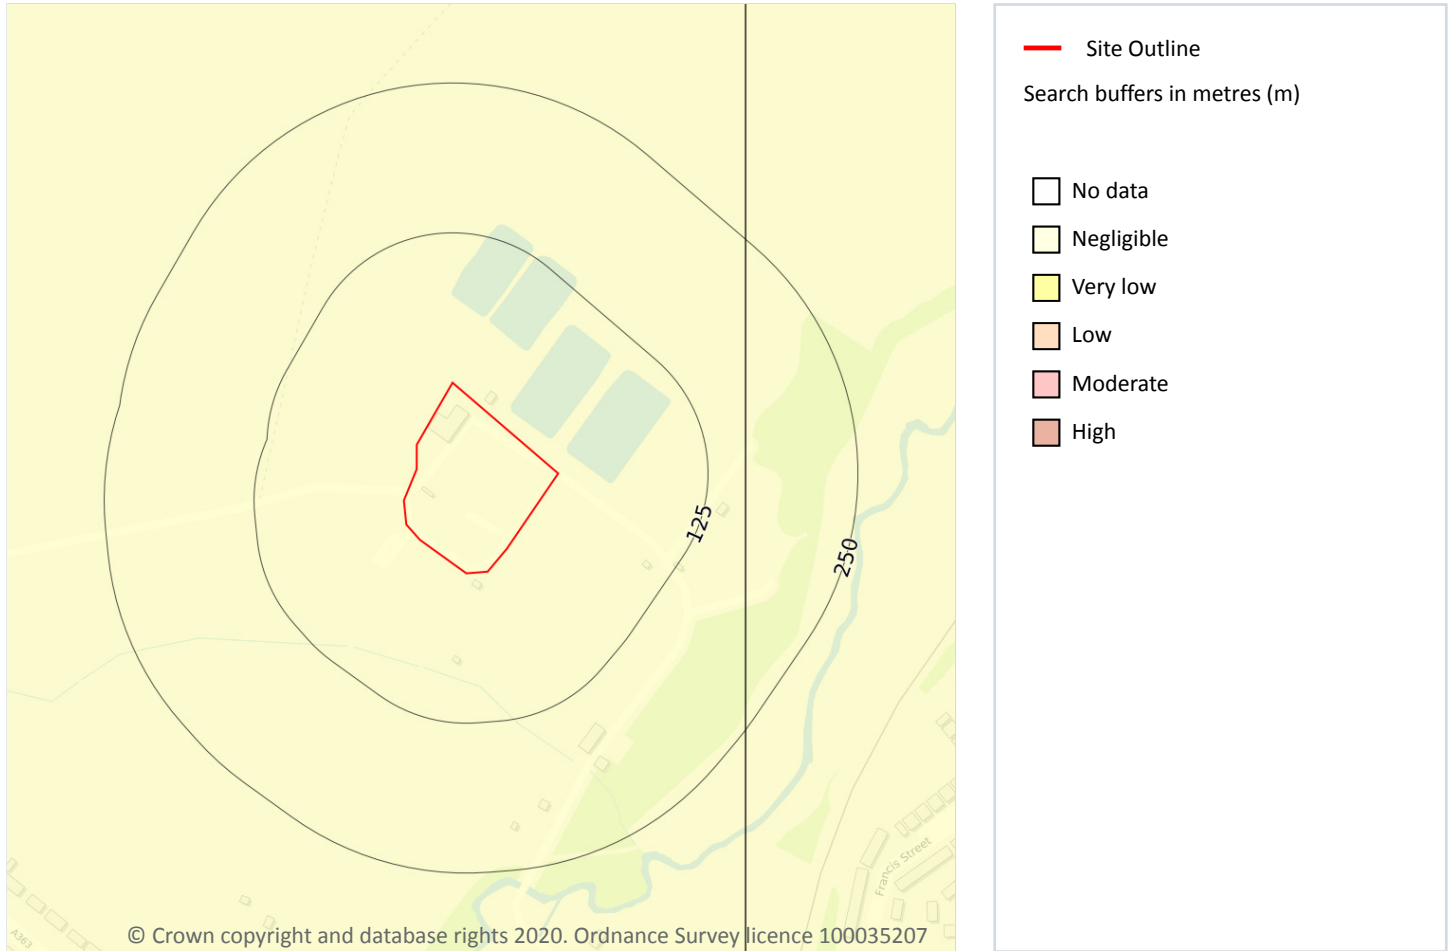 125
250
Francis Street
A363
© Crown copyright and database rights 2020. Ordnance Survey licence 100035207
Site Outline
Search buffers in metres (m)
No data
Negligible
Very low
Low
Moderate
High